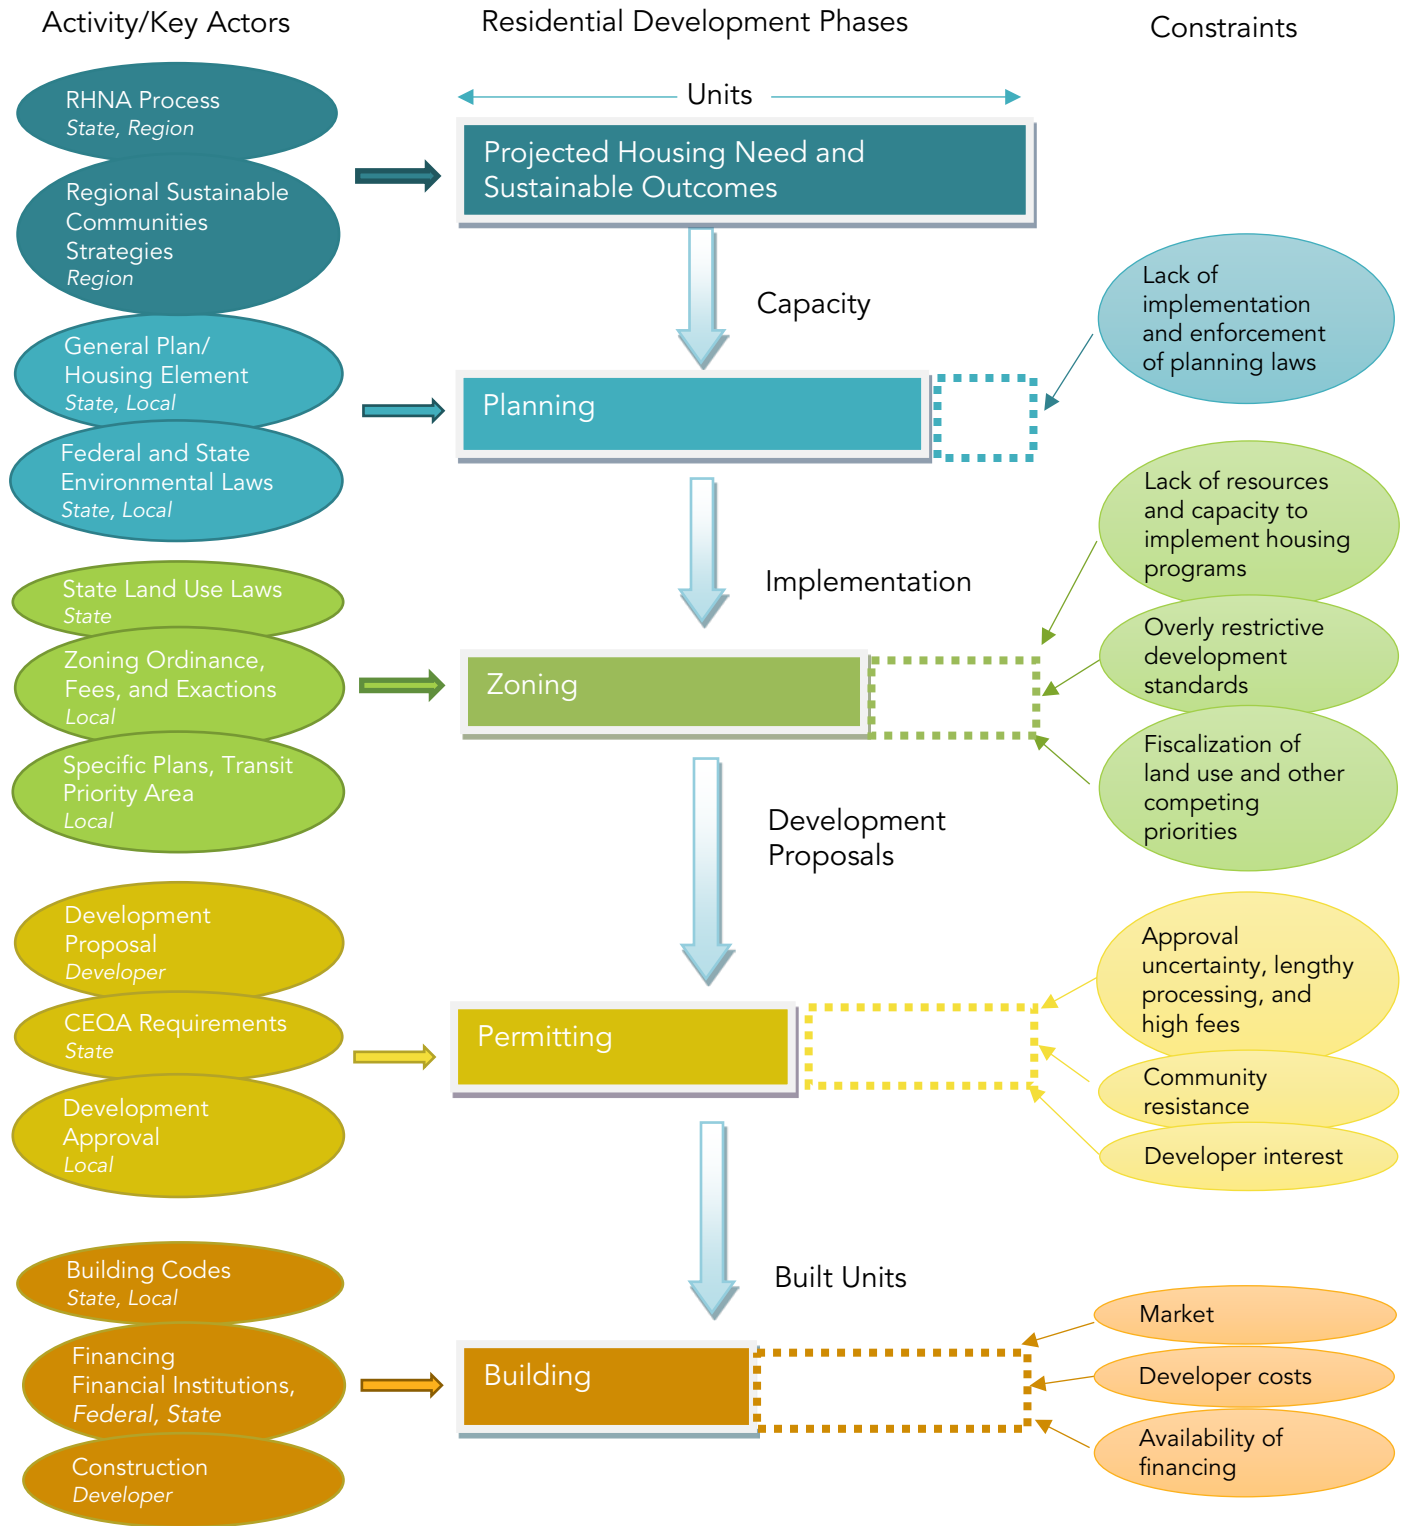 Activity/Key Actors
Residential Development Phases
Constraints
RHNA Process
State, Region
Regional Sustainable
Communities
Strategies
Region
Units
Projected Housing Need and
Sustainable Outcomes
Capacity
General Plan/
Housing Element
State, Local
Federal and State
Environmental Laws
State, Local
Planning
Lack of
implementation
and enforcement
of planning laws
Implementation
State Land Use Laws
State
Zoning Ordinance,
Fees, and Exactions
Local
Specific Plans, Transit
Priority Area
Local
Zoning
Lack of resources
and capacity to
implement housing
programs
Overly restrictive
development
standards
Fiscalization of
land use and other
competing
priorities
Development
Proposals
Development
Proposal
Developer
CEQA Requirements
State
Development
Approval
Local
Permitting
Approval
uncertainty, lengthy
processing, and
high fees
Community
resistance
Developer interest
Built Units
Building Codes
State, Local
Financing
Financial Institutions,
Federal, State
Construction
Developer
Building
Market
Developer costs
Availability of
financing